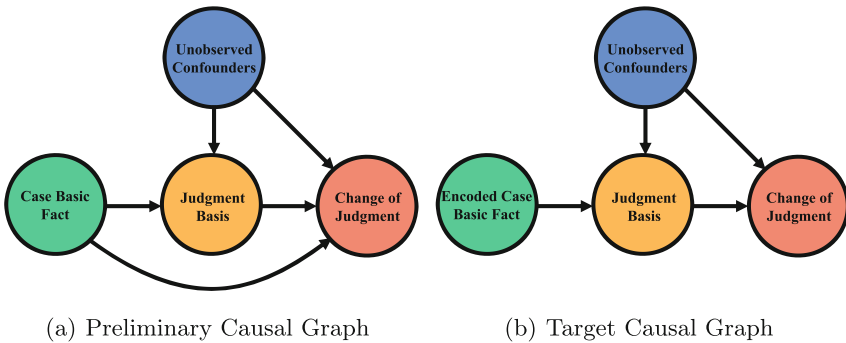 Unobserved
Confounders
Case Basic
Fact
Judgment
Basis
Change of
Judgment
(a) Preliminary Causal Graph
Unobserved
Confounders
Encoded Case
Basic Fact
Judgment
Basis
Change of
Judgment
(b) Target Causal Graph